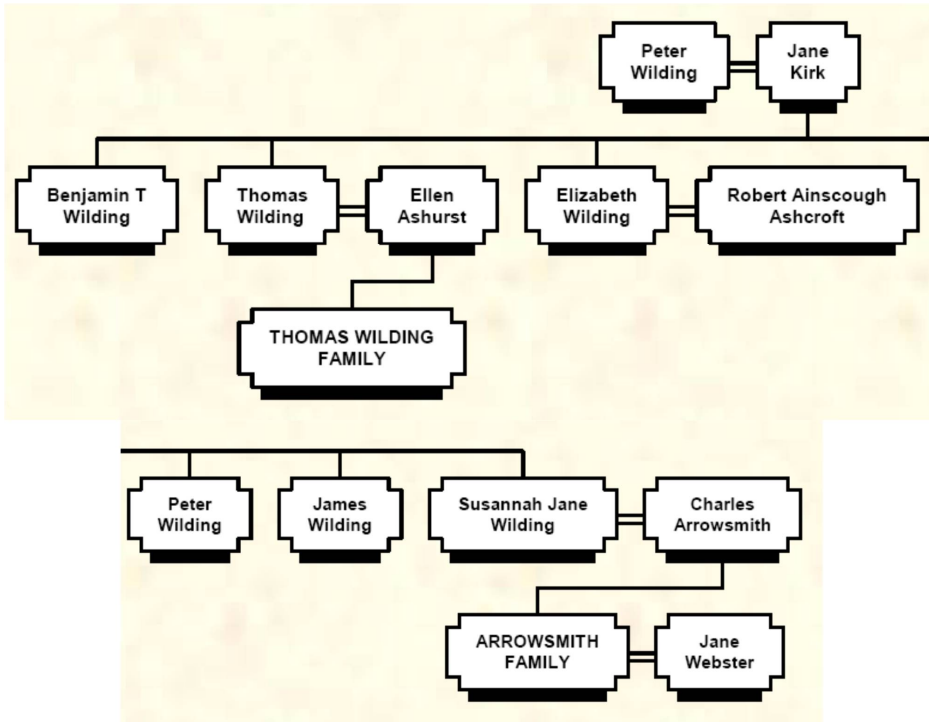 Peter
Wilding
Jane
Kirk
Benjamin T
Wilding
Thomas
Wilding
Ellen
Ashurst
Elizabeth
Wilding
Robert Ainscough
Ashcroft
THOMAS WILDING
FAMILY
Peter
Wilding
James
Wilding
Susannah Jane
Wilding
Charles
Arrowsmith
ARROWSMITH
FAMILY
Jane
Webster